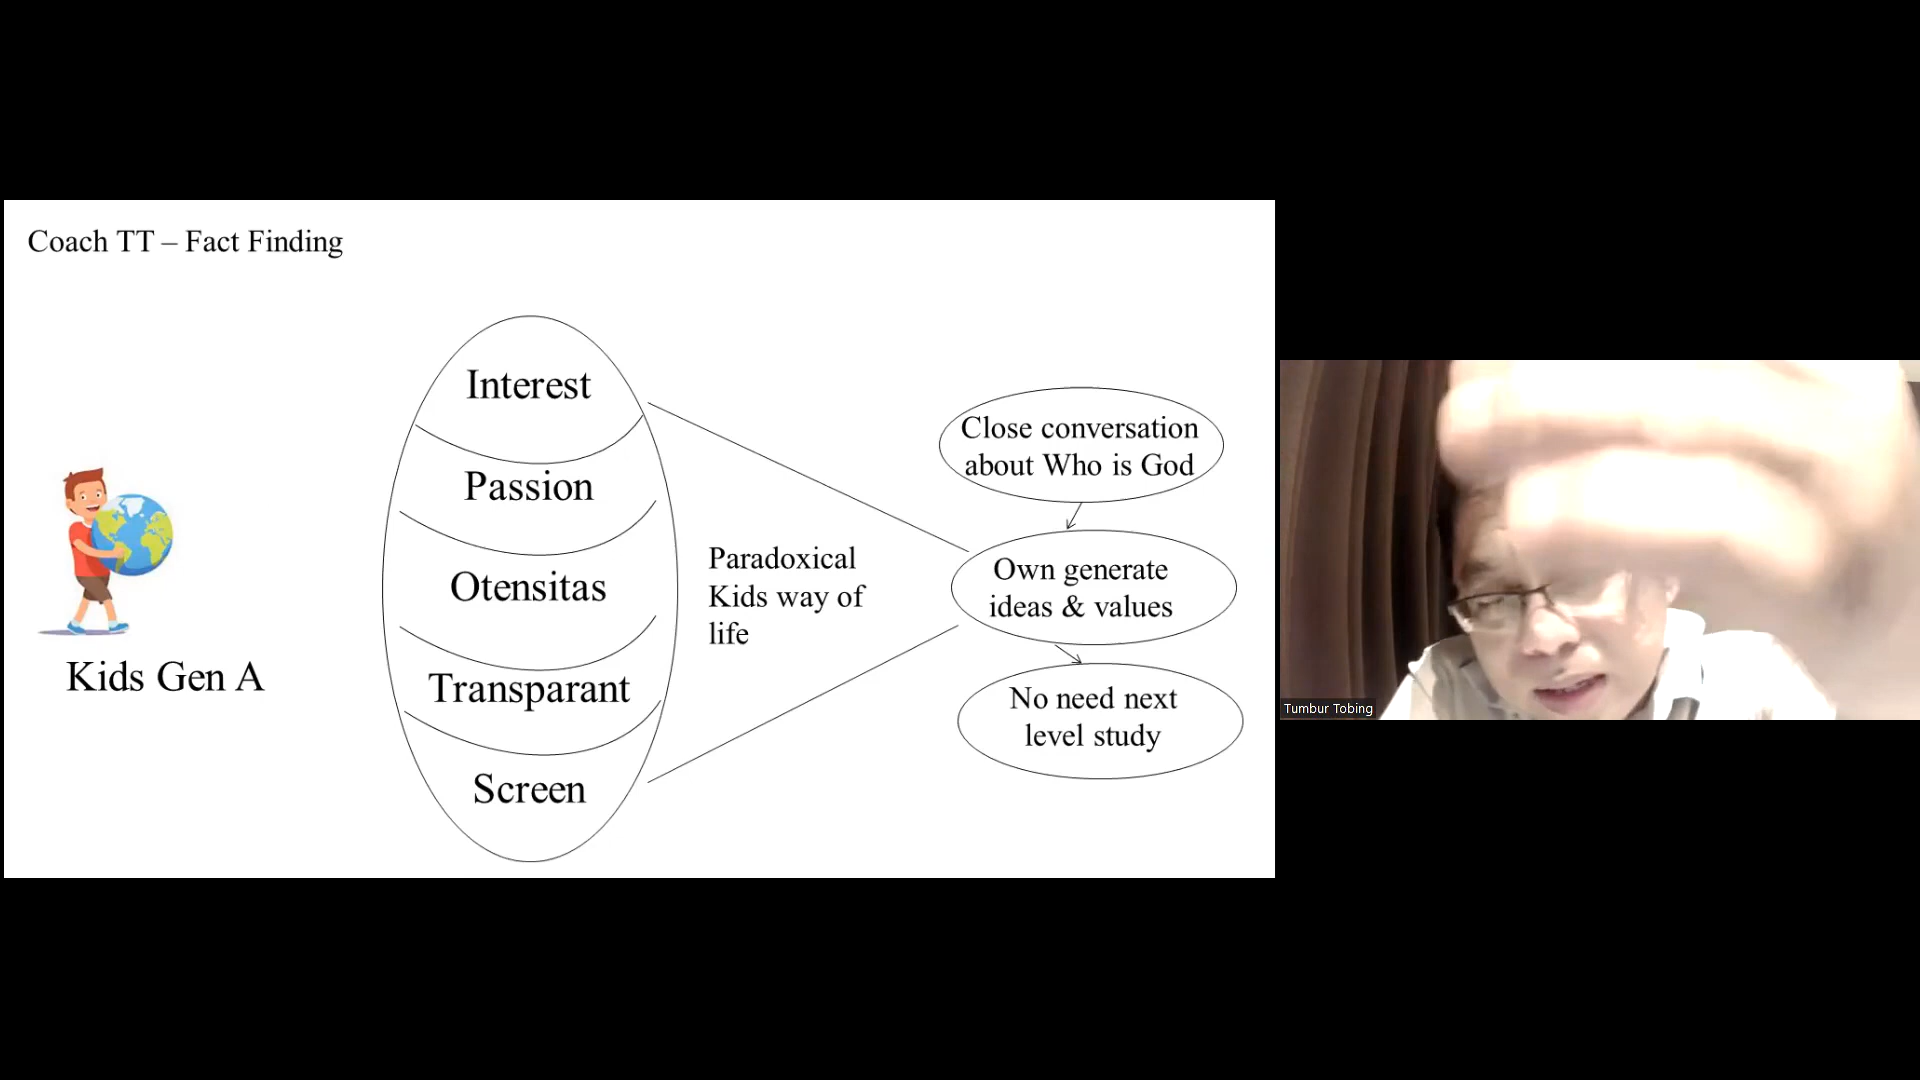 Coach TT – Fact Finding
Interest
Passion
Otensitas
Transparant
Screen
Kids Gen A
Paradoxical
Kids way of
life
Close conversation
about Who is God
Own generate
ideas & values
No need next
level study
Tumbur Tobing